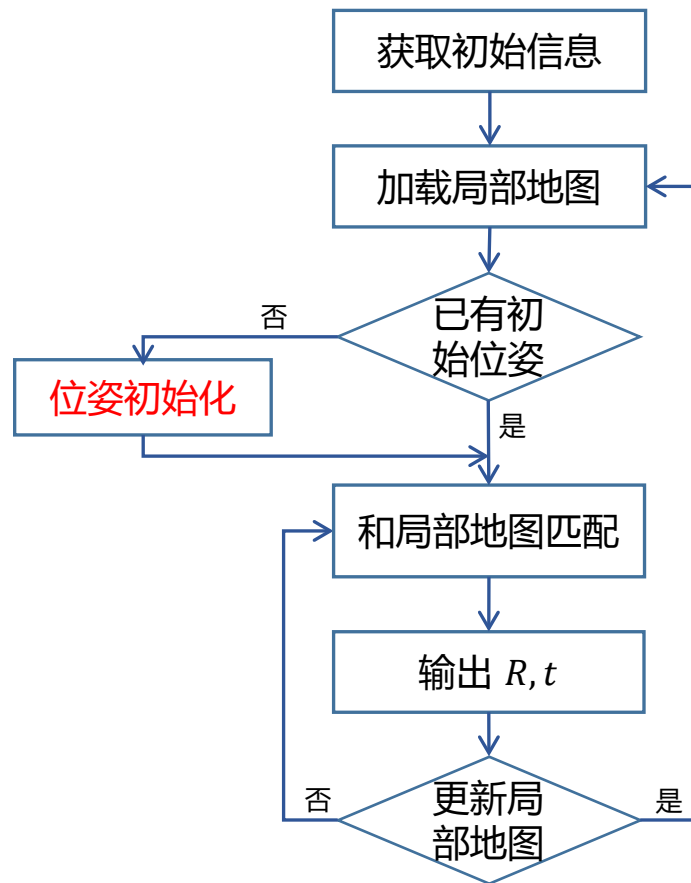 获取初始信息
加载局部地图
已有初
始位姿
否
位姿初始化
是
和局部地图匹配
输出 R, t
更新局
部地图
否
是